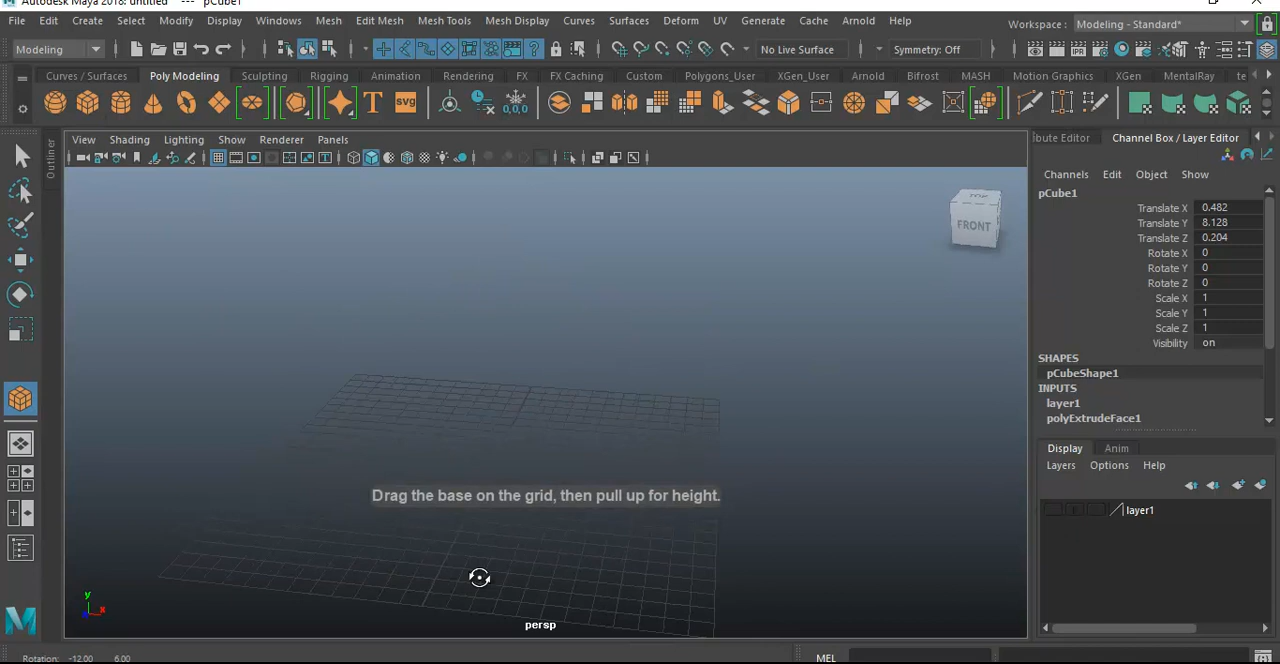 Autodesk Maya 2018: untitled --- pCube1
File Edit Create Select Modify Display Windows Mesh Edit Mesh Mesh Tools Mesh Display Curves Surfaces Deform UV Generate Cache Arnold Help Workspace : Modeling - Standard*
Modeling No Live Surface Symmetry: Off
Curves / Surfaces Poly Modeling Sculpting Rigging Animation Rendering FX FX Caching Custom Polygons_User XGen_User Arnold Bifrost MASH Motion Graphics XGen MentalRay te
T svg 0,0,0
Outliner
View Shading Lighting Show Renderer Panels
bute Editor Channel Box / Layer Editor
Channels Edit Object Show
pCube1
Translate X 0.482
Translate Y 8.128
Translate Z 0.204
Rotate X 0
Rotate Y 0
Rotate Z 0
Scale X 1
Scale Y 1
Scale Z 1
Visibility on
SHAPES
pCubeShape1
INPUTS
layer1
polyExtrudeFace1
FRONT
Drag the base on the grid, then pull up for height.
Display Anim
Layers Options Help
layer1
y
x
persp
Rotation: -12.00 6.00
MEL